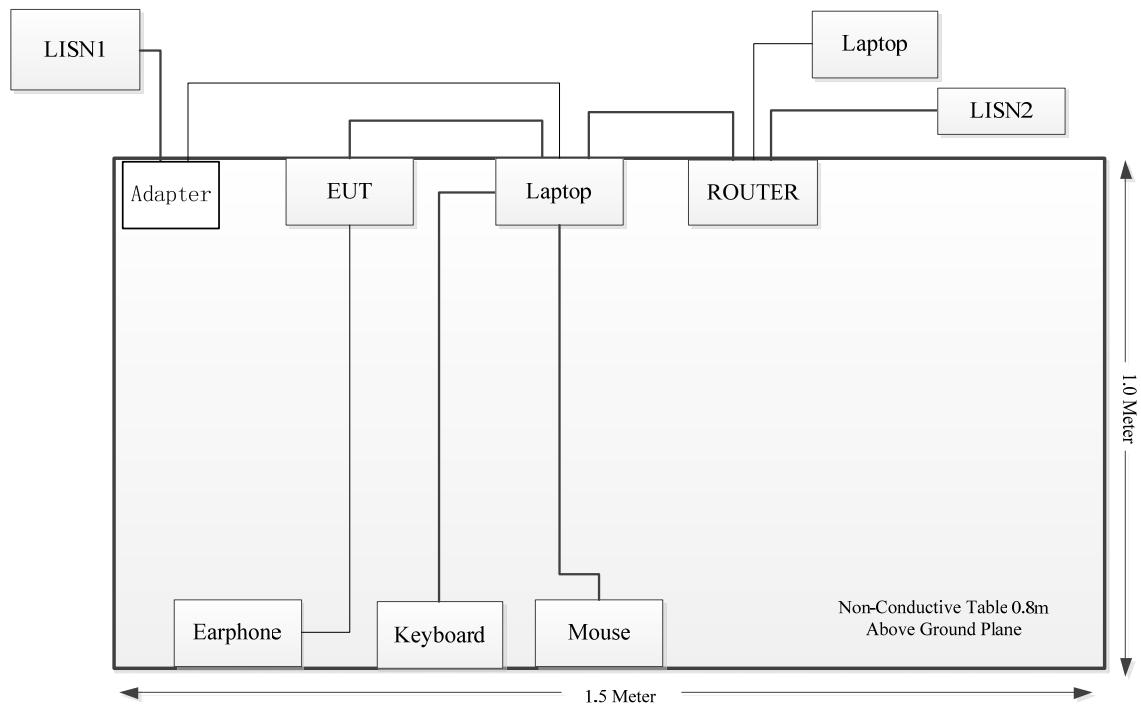 LISN1
Laptop
LISN2
Adapter
EUT
Laptop
ROUTER
1.0 Meter
Earphone
Keyboard
Mouse
Non-Conductive Table 0.8m
Above Ground Plane
1.5 Meter